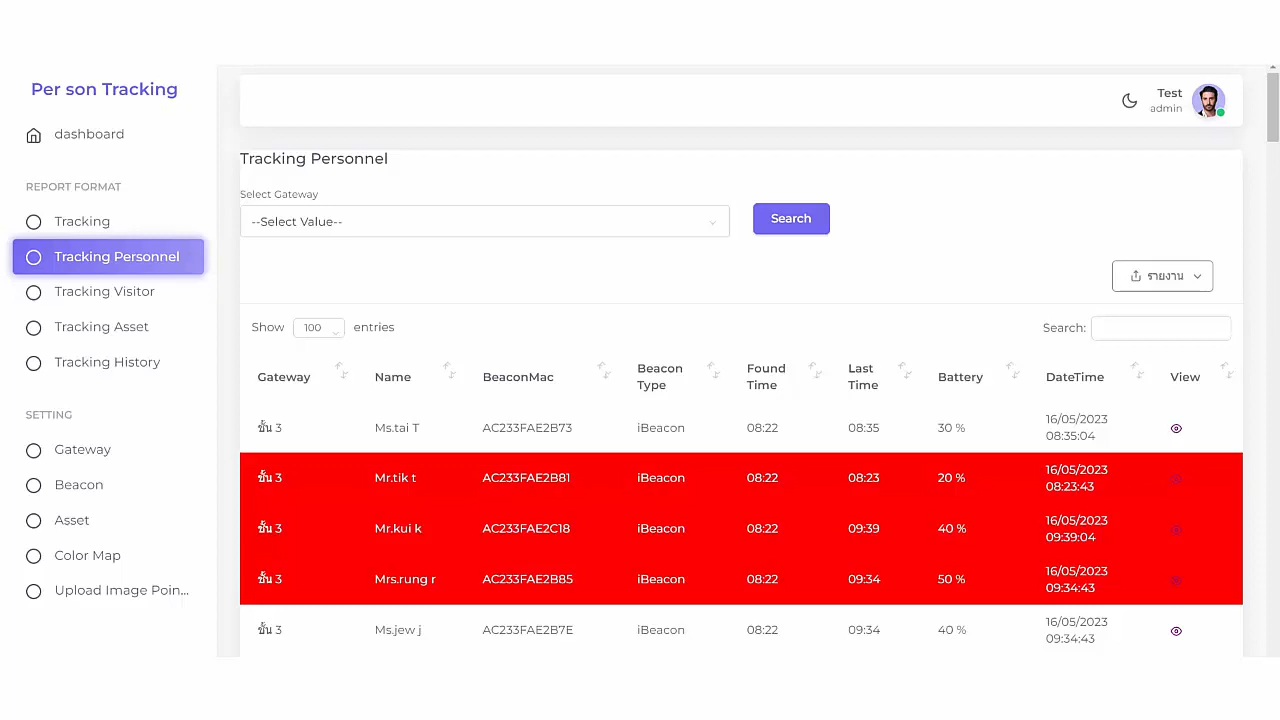 Per son Tracking
dashboard
REPORT FORMAT
Tracking
Tracking Personnel
Tracking Visitor
Tracking Asset
Tracking History
SETTING
Gateway
Beacon
Asset
Color Map
Upload Image Poin...
Test
admin
Tracking Personnel
Select Gateway
--Select Value--
Search
รายงาน
Show 100 entries
Search:
Gateway Name BeaconMac Beacon Type Found Time Last Time Battery DateTime View
ชั้น 3 Ms.tai T AC233FAE2B73 iBeacon 08:22 08:35 30 % 16/05/2023 08:35:04
ชั้น 3 Mr.tik t AC233FAE2B81 iBeacon 08:22 08:23 20 % 16/05/2023 08:23:43
ชั้น 3 Mr.kui k AC233FAE2C18 iBeacon 08:22 09:39 40 % 16/05/2023 09:39:04
ชั้น 3 Mrs.rung r AC233FAE2B85 iBeacon 08:22 09:34 50 % 16/05/2023 09:34:43
ชั้น 3 Ms.jew j AC233FAE2B7E iBeacon 08:22 09:34 40 % 16/05/2023 09:34:43